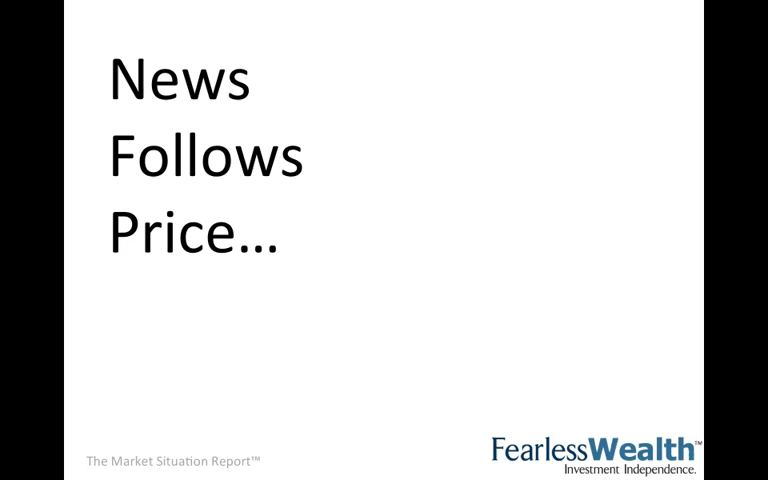 News
Follows
Price…
The Market Situation Report™
FearlessWealth™
Investment Independence.